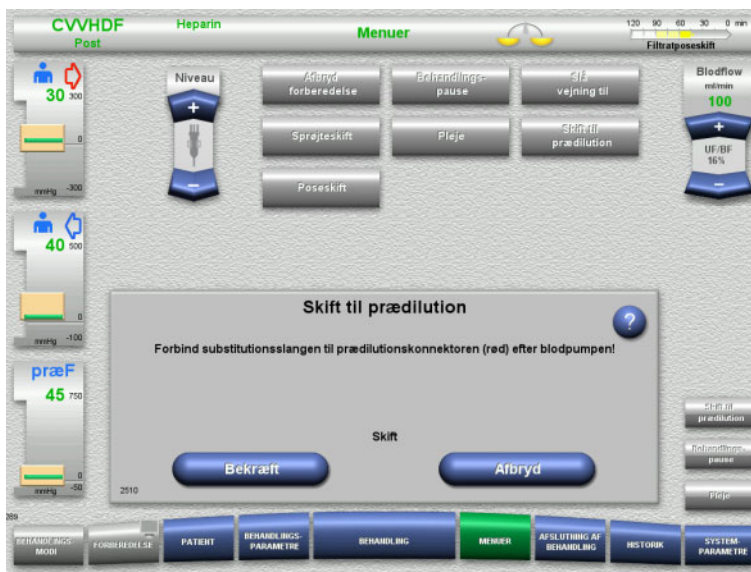 CVVHDF
Post
Heparin
Menuer
120 90 60 30 0 min
Filtratposeskift
30 300
0
mmHg -300
Niveau
+
–
Afbryd
forberedelse
Behandlings-
pause
Slå
vejning til
Sprøjteskift
Pleje
Skift til
prædilution
Poseskift
Blodflow
ml/min
100
+
UF/BF
16%
–
40 500
0
mmHg -100
præF
45 750
0
mmHg -50
Skift til prædilution
?
Forbind substitutionsslangen til prædilutionskonnektoren (rød) efter blodpumpen!
Skift
Bekræft
Afbryd
2510
Skift til
prædilution
Behandlings-
pause
Pleje
BEHANDLINGS-
MODI
FORBEREDELSE
PATIENT
BEHANDLINGS-
PARAMETRE
BEHANDLING
MENUER
AFSLUTNING AF
BEHANDLING
HISTORIK
SYSTEM-
PARAMETRE